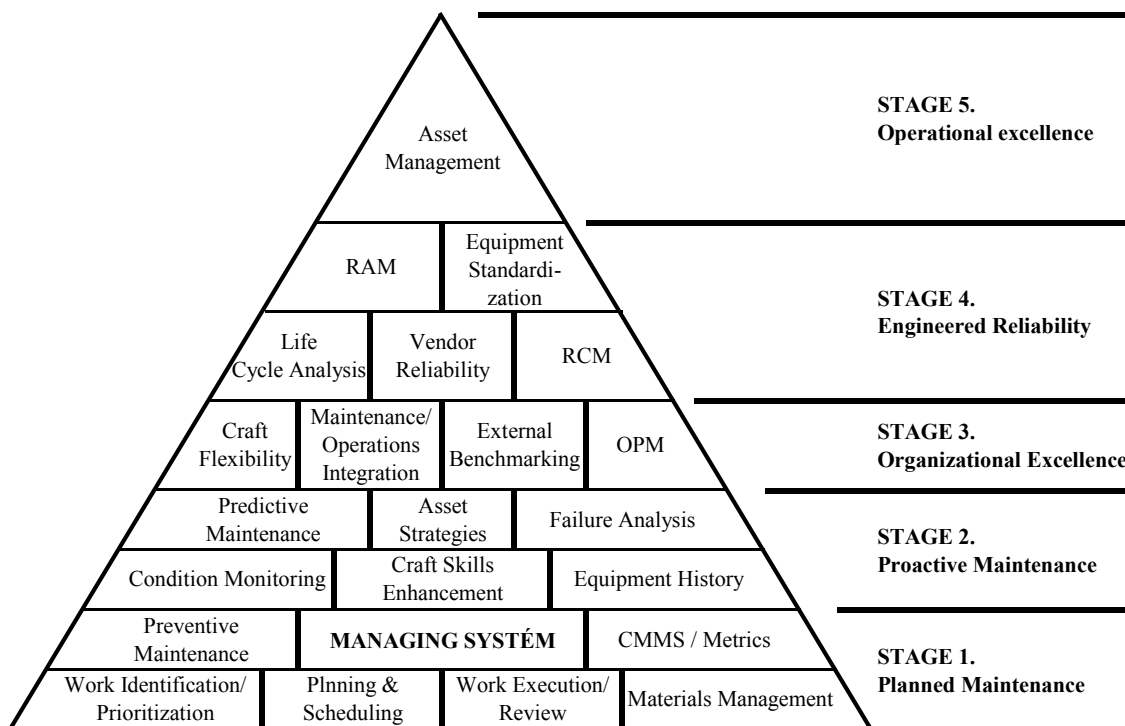 STAGE 5.
Operational excellence
Asset
Management
RAM
Equipment
Standardi-
zation
STAGE 4.
Engineered Reliability
Life
Cycle Analysis
Vendor
Reliability
RCM
Craft
Flexibility
Maintenance/
Operations
Integration
External
Benchmarking
OPM
STAGE 3.
Organizational Excellence
Predictive
Maintenance
Asset
Strategies
Failure Analysis
Condition Monitoring
Craft Skills
Enhancement
Equipment History
STAGE 2.
Proactive Maintenance
Preventive
Maintenance
MANAGING SYSTÉM
CMMS / Metrics
Work Identification/
Prioritization
Plnning &
Scheduling
Work Execution/
Review
Materials Management
STAGE 1.
Planned Maintenance